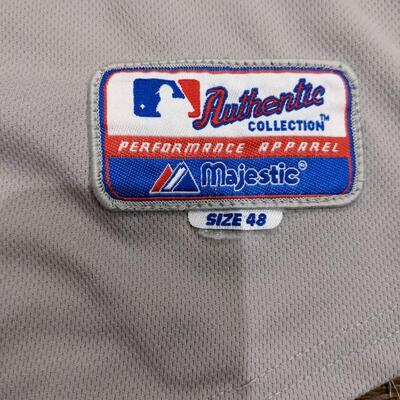 Authentic
COLLECTION™
PERFORMANCE APPAREL
Majestic®
SIZE 48